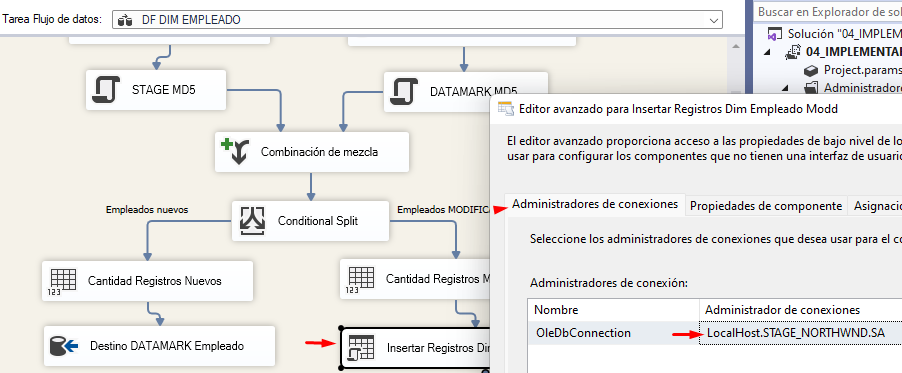 Tarea Flujo de datos:
DF DIM EMPLEADO
Buscar en Explorador de sol
Solución "04_IMPLEM
04_IMPLEMENTA
Project.params
Administradores
STAGE MD5
DATAMARK MD5
Combinación de mezcla
Empleados nuevos
Empleados MODIFICA
Conditional Split
Cantidad Registros Nuevos
123
Cantidad Registros M
123
Destino DATAMARK Empleado
Insertar Registros Dim
Editor avanzado para Insertar Registros Dim Empleado Modd
El editor avanzado proporciona acceso a las propiedades de bajo nivel de lo
usar para configurar los componentes que no tienen una interfaz de usuario
Administradores de conexiones
Propiedades de componente
Asignacio
Seleccione los administradores de conexiones que desea usar para el co
Administradores de conexión:
Nombre
Administrador de conexiones
OleDbConnection
LocalHost.STAGE_NORTHWND.SA